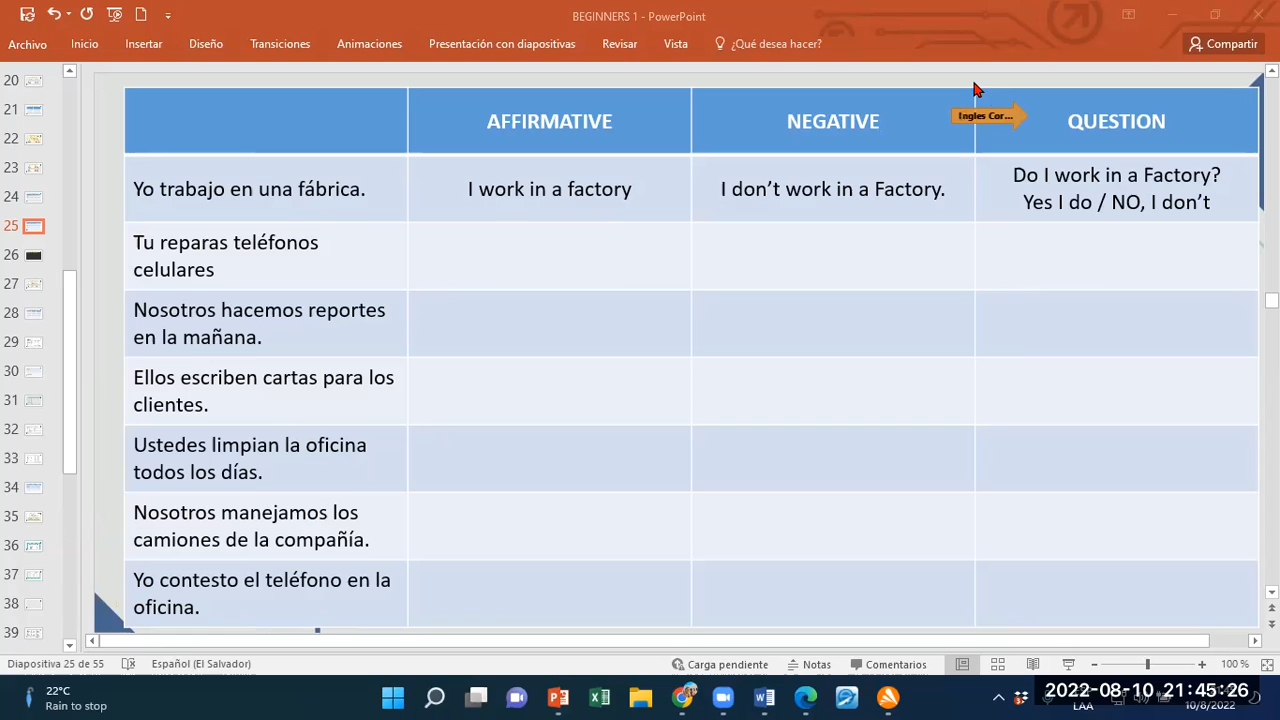 BEGINNERS 1 - PowerPoint
Archivo Inicio Insertar Diseño Transiciones Animaciones Presentación con diapositivas Revisar Vista ¿Qué desea hacer? Compartir
20
21
22
23
24
25
26
27
28
29
30
31
32
33
34
35
36
37
38
39
AFFIRMATIVE NEGATIVE Ingles Cor... QUESTION
Yo trabajo en una fábrica. I work in a factory I don’t work in a Factory. Do I work in a Factory?
Yes I do / NO, I don’t
Tu reparas teléfonos
celulares
Nosotros hacemos reportes
en la mañana.
Ellos escriben cartas para los
clientes.
Ustedes limpian la oficina
todos los días.
Nosotros manejamos los
camiones de la compañía.
Yo contesto el teléfono en la
oficina.
Diapositiva 25 de 55 Español (El Salvador) Carga pendiente Notas Comentarios 100 %
22°C
Rain to stop
2022-08-10 21:45:26
LAA 10/8/2022